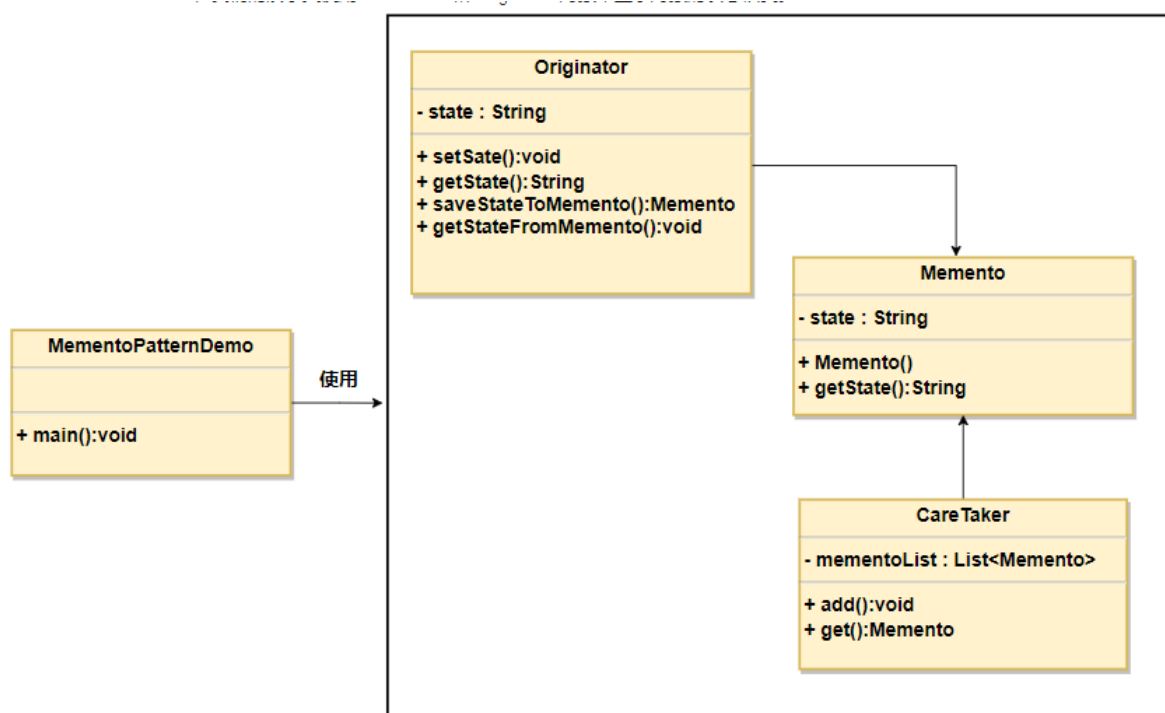 Originator
- state : String
+ setSate():void
+ getState():String
+ saveStateToMemento():Memento
+ getStateFromMemento():void
Memento
- state : String
+ Memento()
+ getState():String
MementoPatternDemo
+ main():void
使用
CareTaker
- mementoList : List<Memento>
+ add():void
+ get():Memento